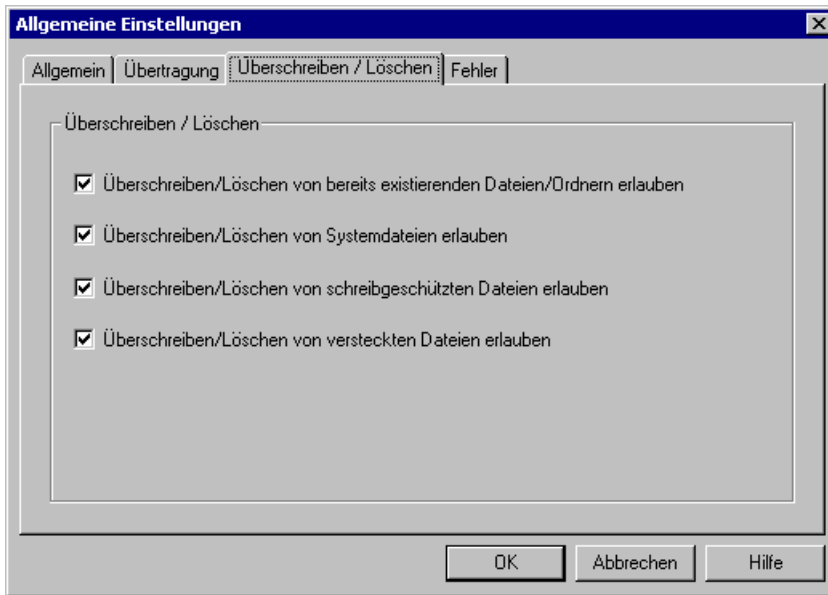 Allgemeine Einstellungen
Allgemein Übertragung Überschreiben / Löschen Fehler
Überschreiben / Löschen
Überschreiben/Löschen von bereits existierenden Dateien/Ordnern erlauben
Überschreiben/Löschen von Systemdateien erlauben
Überschreiben/Löschen von schreibgeschützten Dateien erlauben
Überschreiben/Löschen von versteckten Dateien erlauben
OK Abbrechen Hilfe